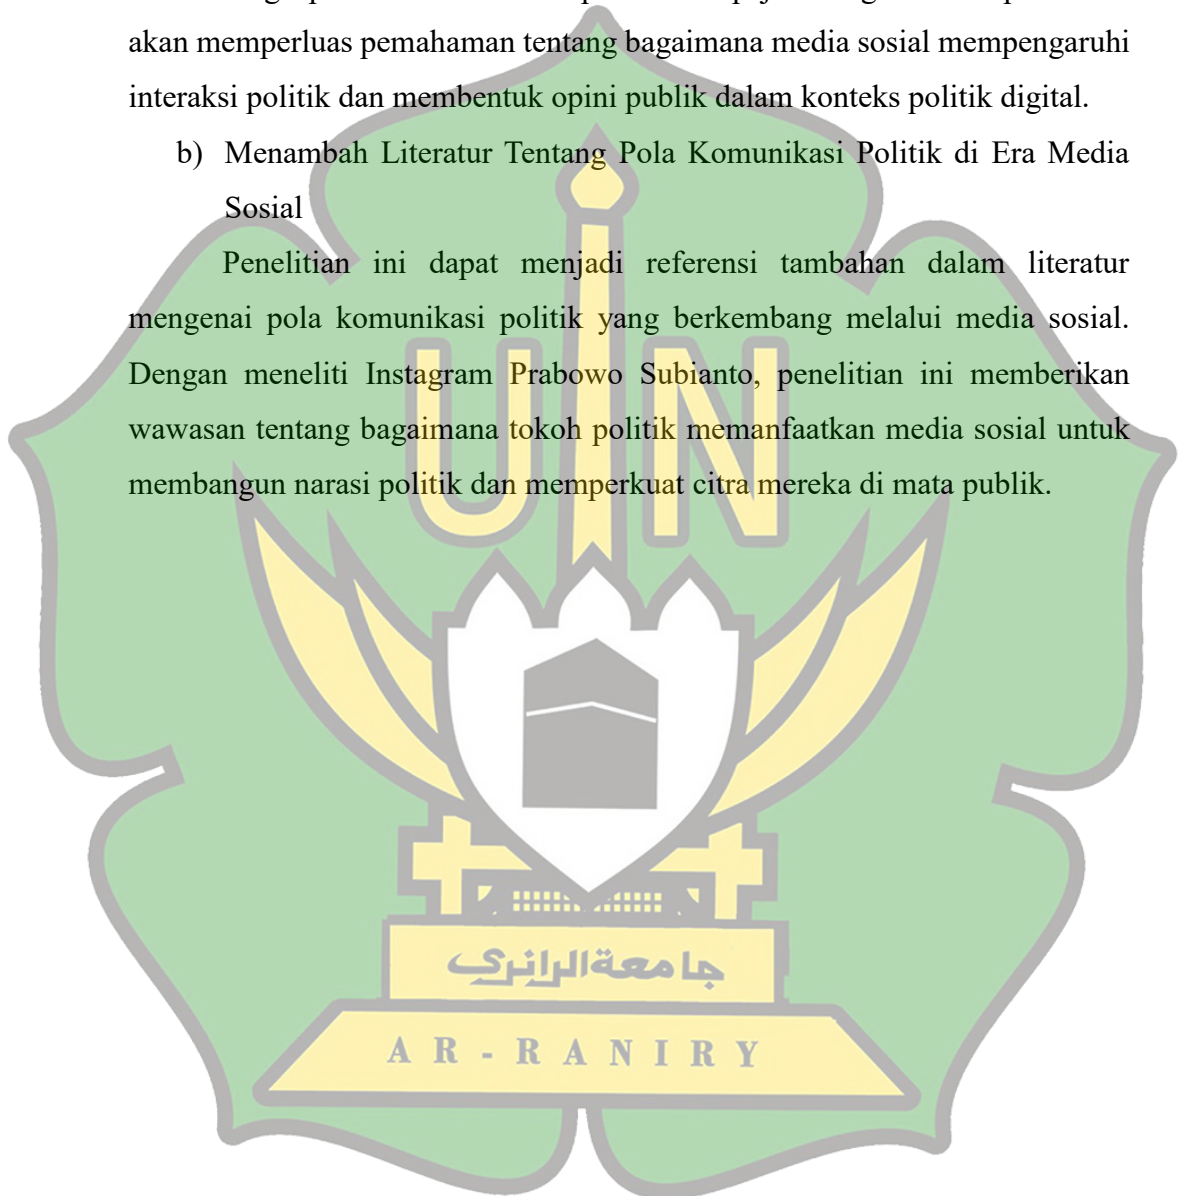 akan memperluas pemahaman tentang bagaimana media sosial mempengaruhi
interaksi politik dan membentuk opini publik dalam konteks politik digital.
b) Menambah Literatur Tentang Pola Komunikasi Politik di Era Media
Sosial
Penelitian ini dapat menjadi referensi tambahan dalam literatur
mengenai pola komunikasi politik yang berkembang melalui media sosial.
Dengan meneliti Instagram Prabowo Subianto, penelitian ini memberikan
wawasan tentang bagaimana tokoh politik memanfaatkan media sosial untuk
membangun narasi politik dan memperkuat citra mereka di mata publik.
UIN
جامعة الرانري
AR-RANIRY